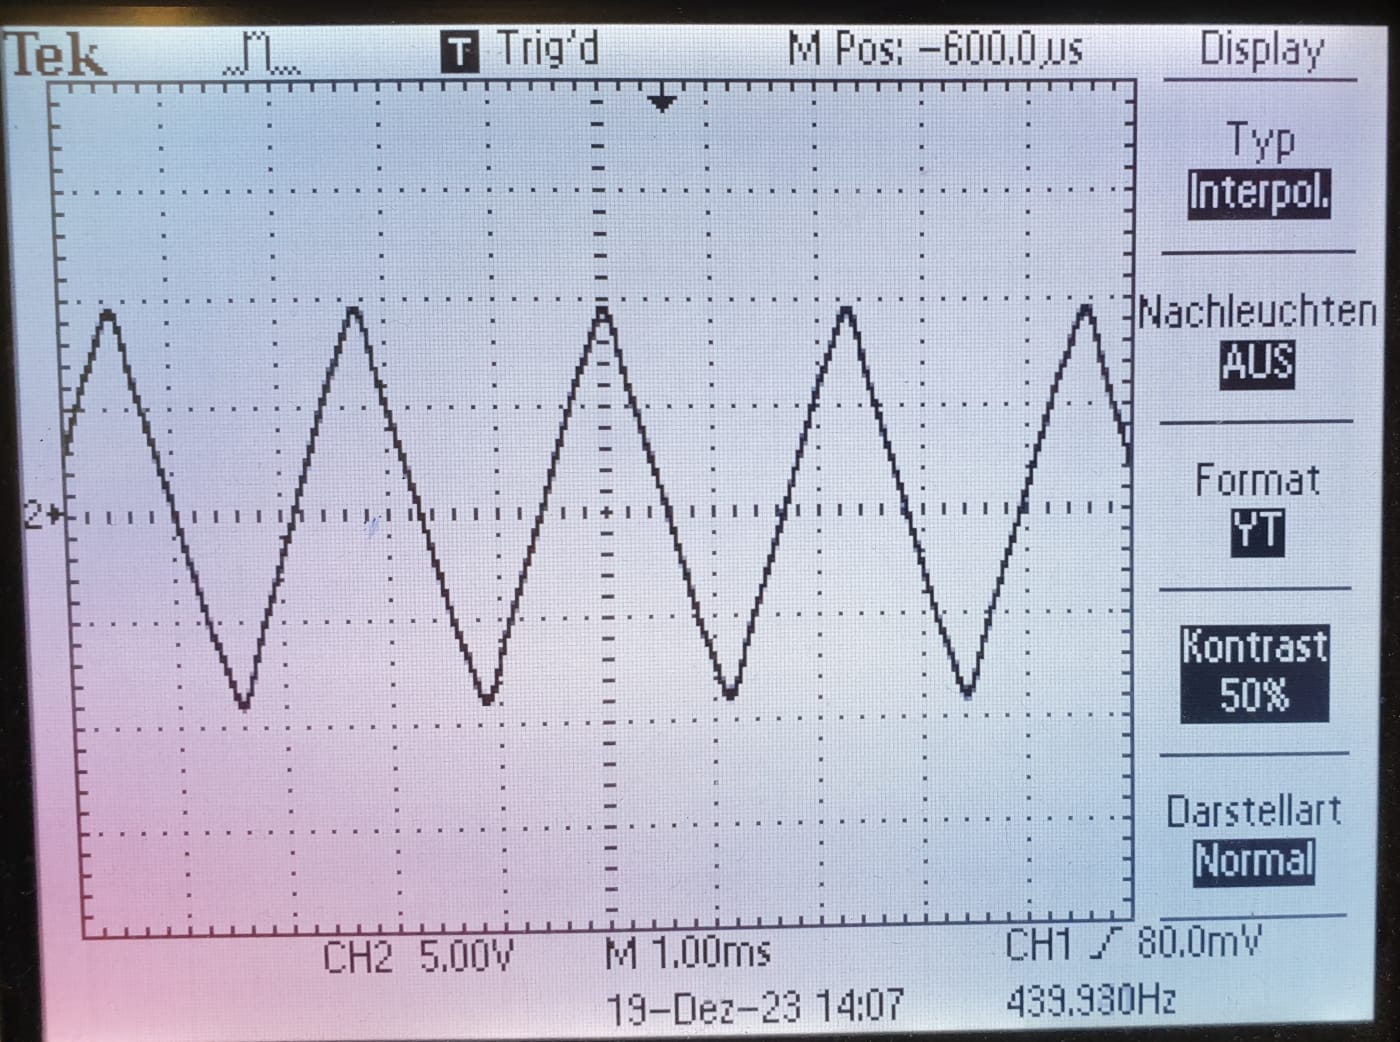 Tek T Trig'd M Pos: -600.0µs Display
Typ
Interpol.
Nachleuchten
AUS
Format
YT
Kontrast
50%
Darstellart
Normal
2
CH2 5.00V M 1.00ms CH1 80.0mV
19-Dez-23 14:07 439.930Hz